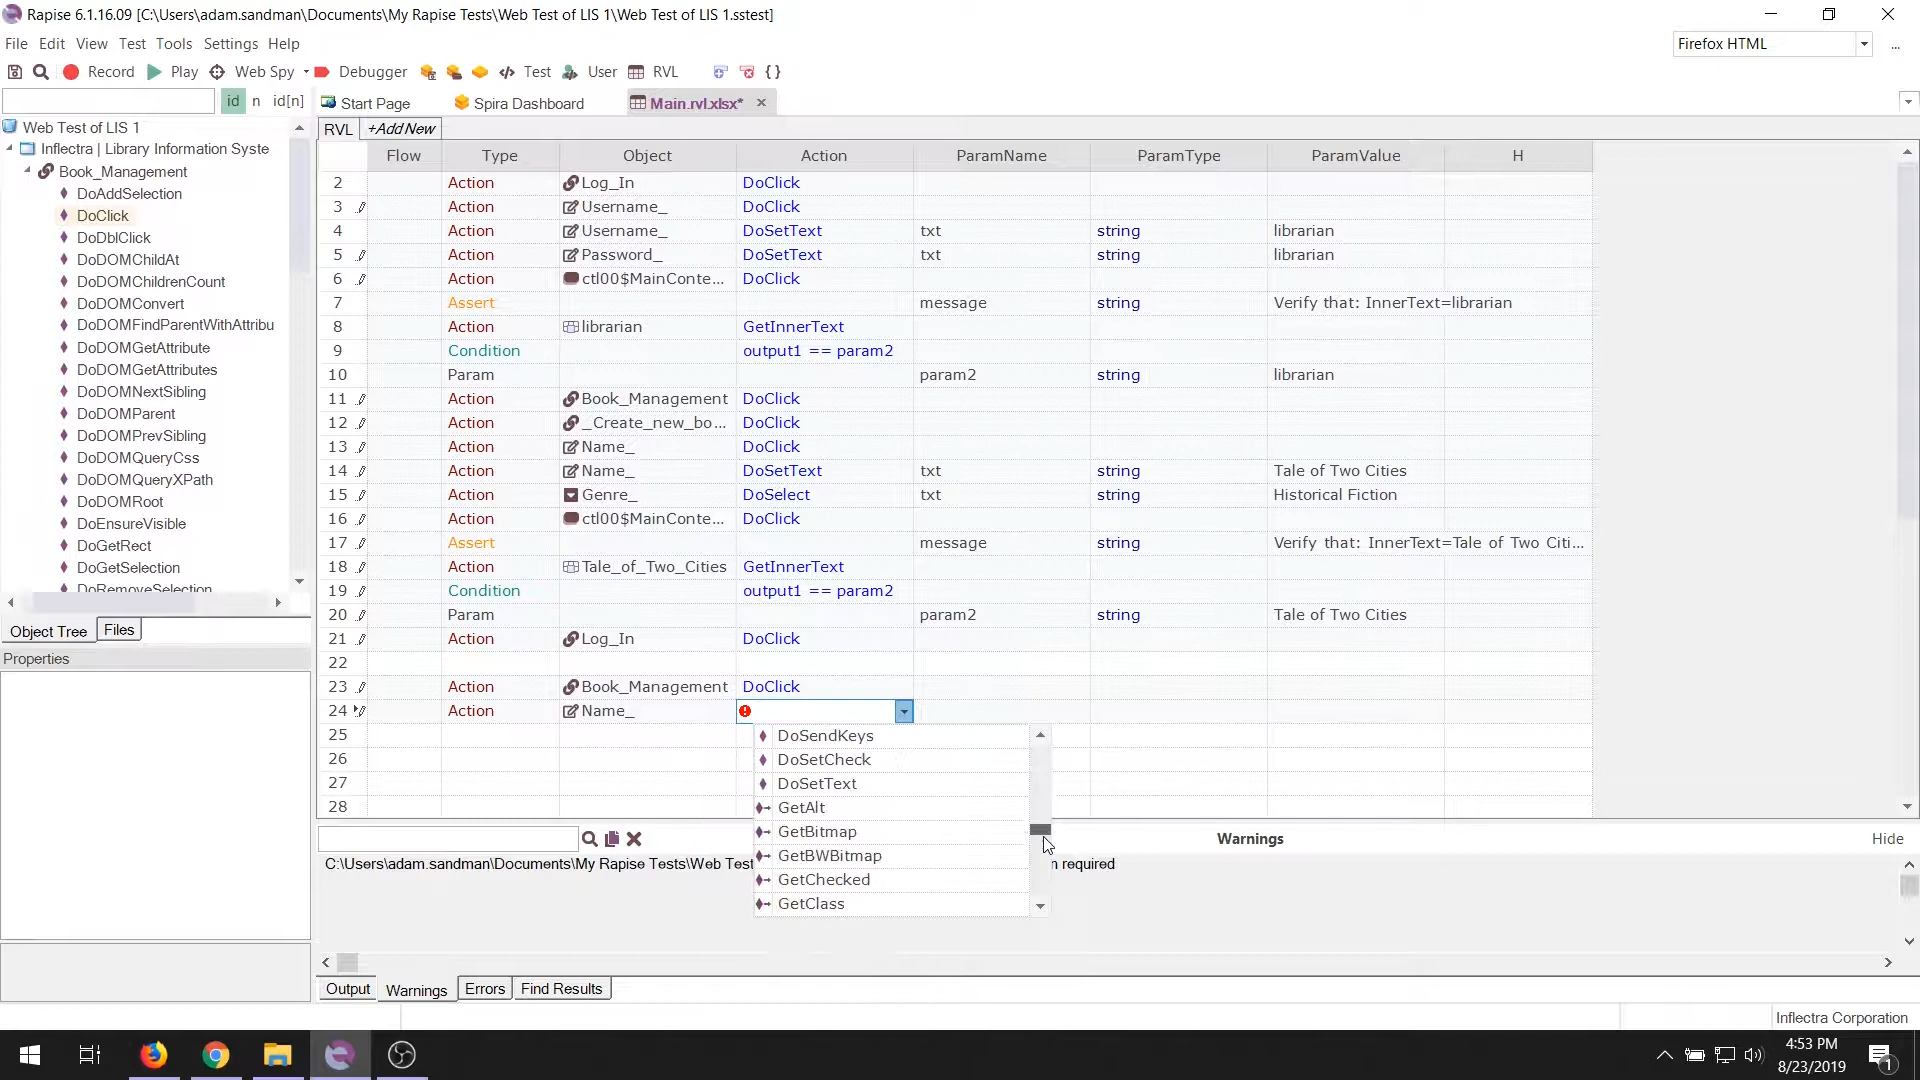 Rapise 6.1.16.09 [C:\Users\adam.sandman\Documents\My Rapise Tests\Web Test of LIS 1\Web Test of LIS 1.sstest]
File Edit View Test Tools Settings Help
Firefox HTML
...
Record Play Web Spy Debugger Test User RVL { }
id n id[n]
Start Page Spira Dashboard Main.rvl.xlsx*
Web Test of LIS 1
Inflectra | Library Information Syste
Book_Management
DoAddSelection
DoClick
DoDblClick
DoDOMChildAt
DoDOMChildrenCount
DoDOMConvert
DoDOMFindParentWithAttribu
DoDOMGetAttribute
DoDOMGetAttributes
DoDOMNextSibling
DoDOMParent
DoDOMPrevSibling
DoDOMQueryCss
DoDOMQueryXPath
DoDOMRoot
DoEnsureVisible
DoGetRect
DoGetSelection
DoRemoveSelection
Object Tree Files
Properties
RVL +Add New
Flow Type Object Action ParamName ParamType ParamValue H
2 Action Log_In DoClick
3 Action Username_ DoClick
4 Action Username_ DoSetText txt string librarian
5 Action Password_ DoSetText txt string librarian
6 Action ctl00$MainConte... DoClick
7 Assert message string Verify that: InnerText=librarian
8 Action librarian GetInnerText
9 Condition output1 == param2
10 Param param2 string librarian
11 Action Book_Management DoClick
12 Action _Create_new_bo... DoClick
13 Action Name_ DoClick
14 Action Name_ DoSetText txt string Tale of Two Cities
15 Action Genre_ DoSelect txt string Historical Fiction
16 Action ctl00$MainConte... DoClick
17 Assert message string Verify that: InnerText=Tale of Two Citi...
18 Action Tale_of_Two_Cities GetInnerText
19 Condition output1 == param2
20 Param param2 string Tale of Two Cities
21 Action Log_In DoClick
22
23 Action Book_Management DoClick
24 Action Name_
25
26
27
28
DoSendKeys
DoSetCheck
DoSetText
GetAlt
GetBitmap
GetBWBitmap
GetChecked
GetClass
Warnings Hide
C:\Users\adam.sandman\Documents\My Rapise Tests\Web Test
required
Output Warnings Errors Find Results
Inflectra Corporation
4:53 PM
8/23/2019
1